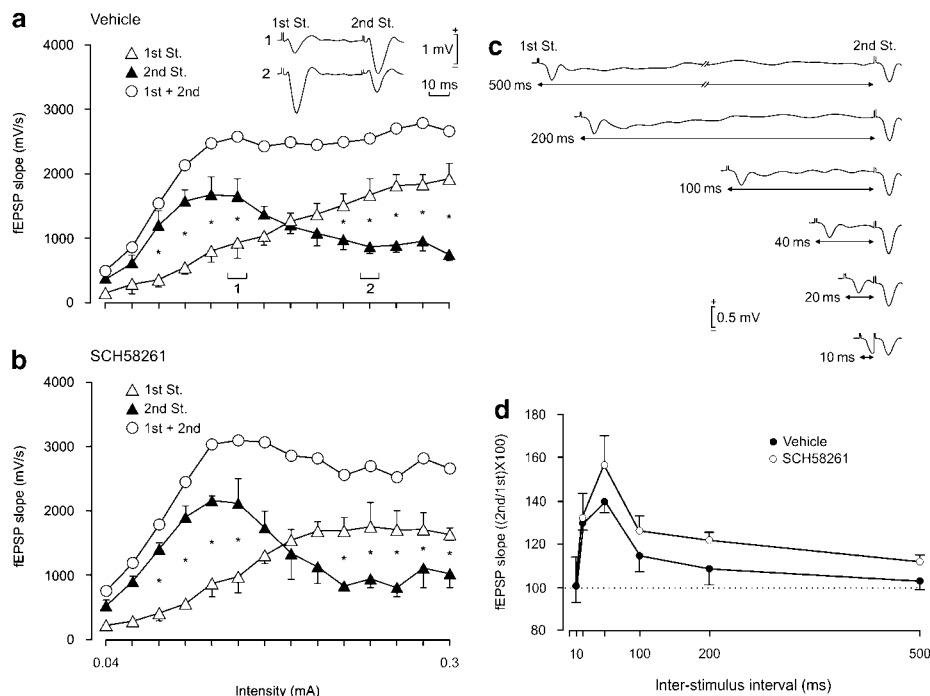 a
Vehicle
4000
3000
2000
1000
0
fEPSP slope (mV/s)
1st St.
2nd St.
1st + 2nd
1st St.
2nd St.
1
2
+
1 mV
–
10 ms
*
*
*
*
*
*
*
*
*
1
2
b
SCH58261
4000
3000
2000
1000
0
fEPSP slope (mV/s)
1st St.
2nd St.
1st + 2nd
*
*
*
*
*
*
*
*
*
0.04
0.3
Intensity (mA)
c
1st St.
2nd St.
500 ms
200 ms
100 ms
40 ms
20 ms
10 ms
+
0.5 mV
–
d
180
160
140
120
100
80
fEPSP slope ((2nd/1st)X100)
Vehicle
SCH58261
10
100
200
500
Inter-stimulus interval (ms)